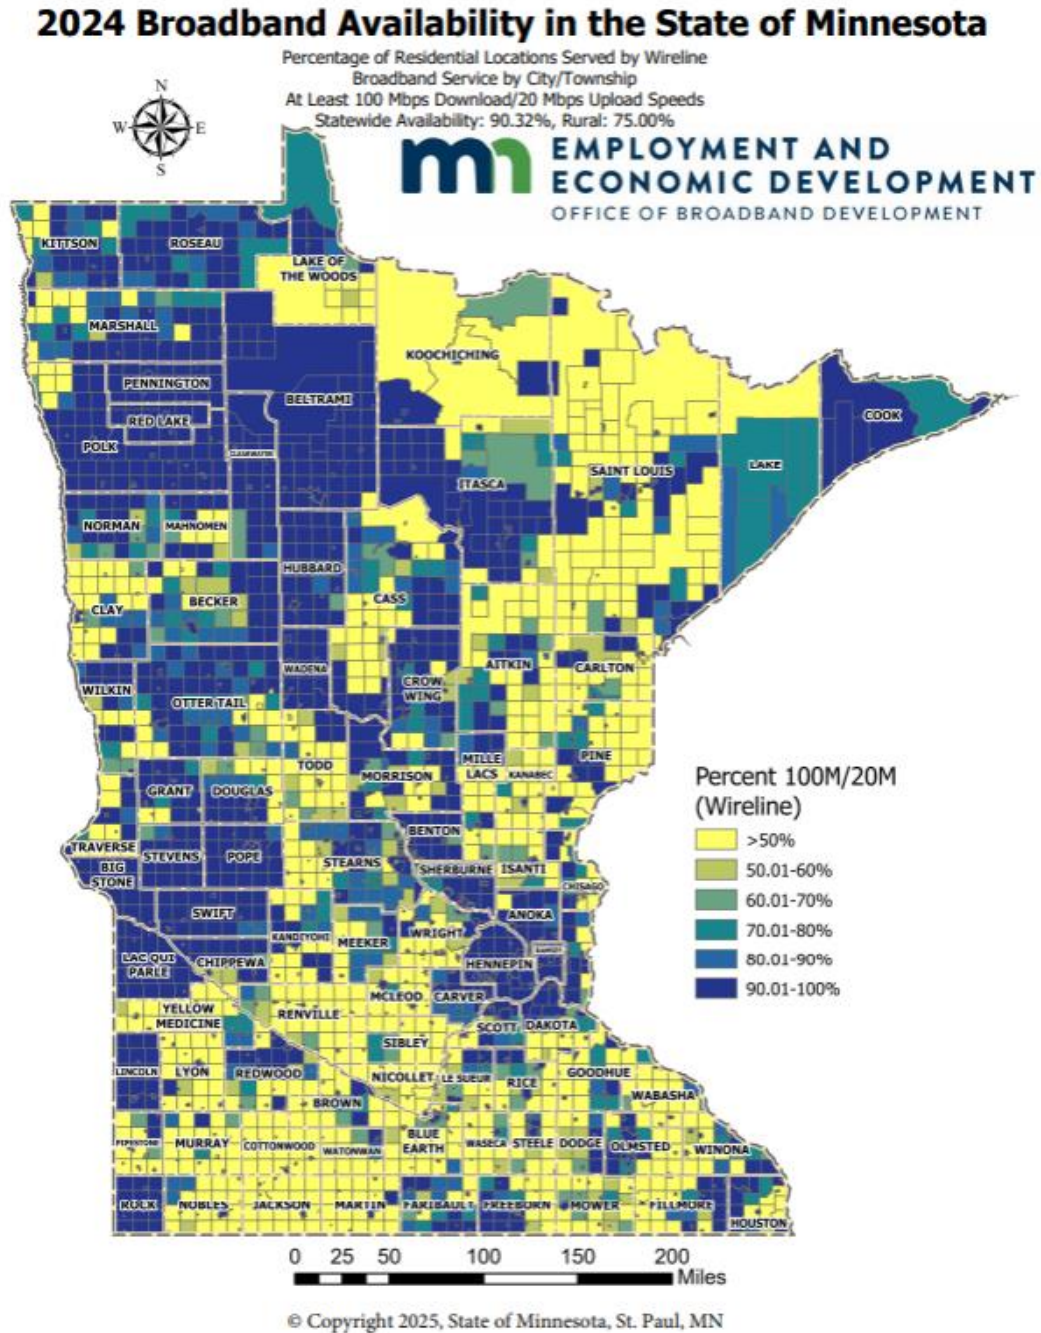 2024 Broadband Availability in the State of Minnesota
Percentage of Residential Locations Served by Wireline
Broadband Service by City/Township
At Least 100 Mbps Download/20 Mbps Upload Speeds
Statewide Availability: 90.32%, Rural: 75.00%
N
W E
S
mn
EMPLOYMENT AND
ECONOMIC DEVELOPMENT
OFFICE OF BROADBAND DEVELOPMENT
KITTSON
ROSEAU
LAKE OF
THE WOODS
MARSHALL
KOOCHICHING
PENNINGTON
BELTRAMI
RED LAKE
COOK
POLK
CLEARWATER
LAKE
SAINT LOUIS
ITASCA
NORMAN
MAHNOMEN
HUBBARD
CASS
BECKER
CLAY
AITKIN
CARLTON
WADENA
CROW
WING
WILKIN
OTTER TAIL
PINE
TODD
MILLE
LACS
KANABEC
MORRISON
GRANT
DOUGLAS
BENTON
TRAVERSE
STEVENS
POPE
STEARNS
BIG
STONE
SHERBURNE
ISANTI
CHISAGO
SWIFT
ANOKA
KANDIYOHI
MEEKER
WRIGHT
RAMSEY
LAC QUI
PARLE
CHIPPEWA
HENNEPIN
MCLEOD
CARVER
YELLOW
MEDICINE
RENVILLE
SCOTT
DAKOTA
SIBLEY
LINCOLN
LYON
REDWOOD
NICOLLET
LE SUEUR
RICE
GOODHUE
WABASHA
BROWN
PIPESTONE
MURRAY
COTTONWOOD
WATONWAN
BLUE
EARTH
WASECA
STEELE
DODGE
OLMSTED
WINONA
ROCK
NOBLES
JACKSON
MARTIN
FARIBAULT
FREEBORN
MOWER
FILLMORE
HOUSTON
Percent 100M/20M
(Wireline)
>50%
50.01-60%
60.01-70%
70.01-80%
80.01-90%
90.01-100%
0 25 50 100 150 200
Miles
© Copyright 2025, State of Minnesota, St. Paul, MN